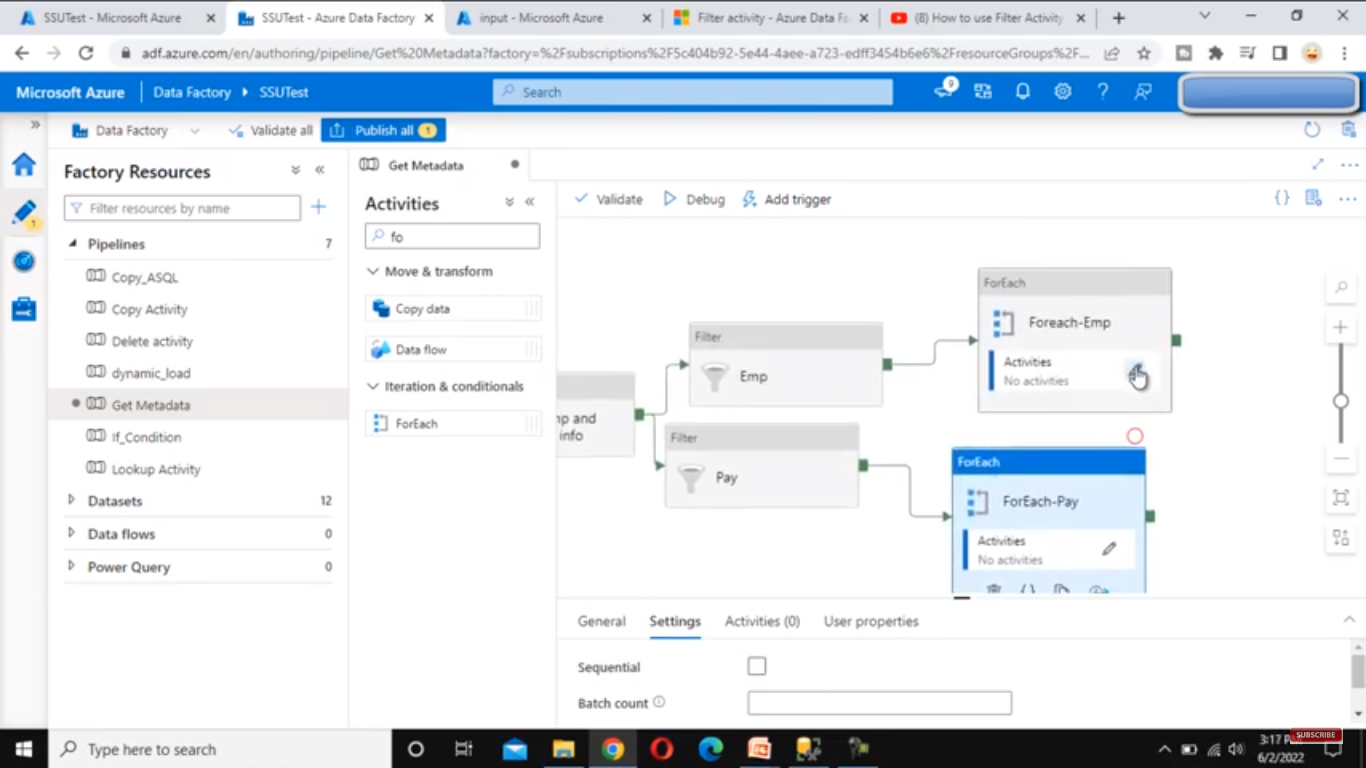 SSUTest - Microsoft Azure
SSUTest - Azure Data Factory
input - Microsoft Azure
Filter activity - Azure Data Fa
(8) How to use Filter Activity
adf.azure.com/en/authoring/pipeline/Get%20Metadata?factory=%2Fsubscriptions%2F5c404b92-5e44-4aee-a723-edff3454b6e6%2FresourceGroups%2F...
Microsoft Azure
Data Factory
SSUTest
Search
9
Data Factory
Validate all
Publish all 1
Factory Resources
Filter resources by name
1
Pipelines 7
Copy_ASQL
Copy Activity
Delete activity
dynamic_load
Get Metadata
If_Condition
Lookup Activity
Datasets 12
Data flows 0
Power Query 0
Get Metadata
Activities
fo
Move & transform
Copy data
Data flow
Iteration & conditionals
ForEach
Validate
Debug
Add trigger
{}
and
info
Filter
Emp
Filter
Pay
ForEach
Foreach-Emp
Activities
No activities
ForEach
ForEach-Pay
Activities
No activities
General
Settings
Activities (0)
User properties
Sequential
Batch count
Type here to search
3:17
SUBSCRIBE
6/2/2022